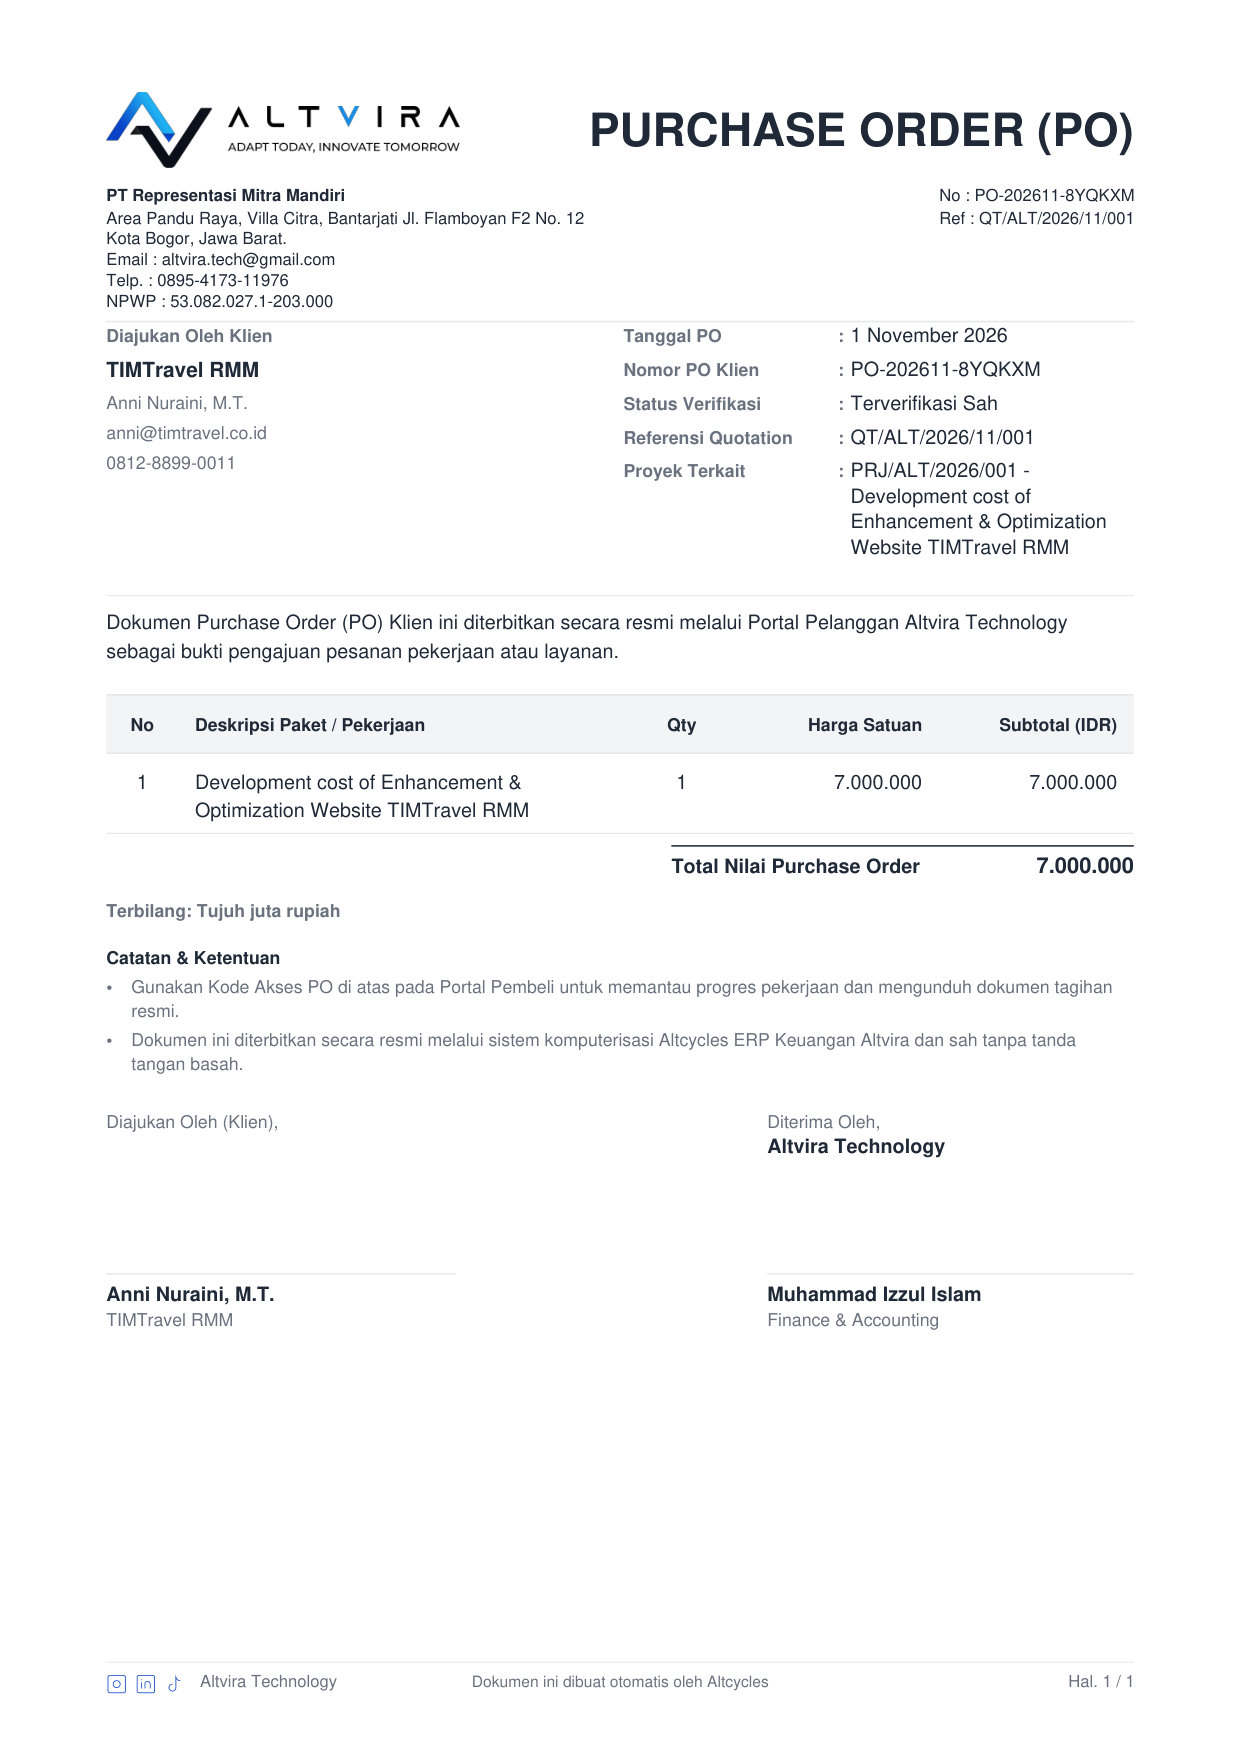 ALTVIRA
ADAPT TODAY, INNOVATE TOMORROW
PURCHASE ORDER (PO)
PT Representasi Mitra Mandiri
Area Pandu Raya, Villa Citra, Bantarjati Jl. Flamboyan F2 No. 12
Kota Bogor, Jawa Barat.
Email : altvira.tech@gmail.com
Telp. : 0895-4173-11976
NPWP : 53.082.027.1-203.000
No : PO-202611-8YQKXM
Ref : QT/ALT/2026/11/001
Diajukan Oleh Klien
TIMTravel RMM
Anni Nuraini, M.T.
anni@timtravel.co.id
0812-8899-0011
Tanggal PO : 1 November 2026
Nomor PO Klien : PO-202611-8YQKXM
Status Verifikasi : Terverifikasi Sah
Referensi Quotation : QT/ALT/2026/11/001
Proyek Terkait : PRJ/ALT/2026/001 -
Development cost of
Enhancement & Optimization
Website TIMTravel RMM
Dokumen Purchase Order (PO) Klien ini diterbitkan secara resmi melalui Portal Pelanggan Altvira Technology
sebagai bukti pengajuan pesanan pekerjaan atau layanan.
No Deskripsi Paket / Pekerjaan Qty Harga Satuan Subtotal (IDR)
1 Development cost of Enhancement & 1 7.000.000 7.000.000
Optimization Website TIMTravel RMM
Total Nilai Purchase Order 7.000.000
Terbilang: Tujuh juta rupiah
Catatan & Ketentuan
• Gunakan Kode Akses PO di atas pada Portal Pembeli untuk memantau progres pekerjaan dan mengunduh dokumen tagihan
resmi.
• Dokumen ini diterbitkan secara resmi melalui sistem komputerisasi Altcycles ERP Keuangan Altvira dan sah tanpa tanda
tangan basah.
Diajukan Oleh (Klien),
Diterima Oleh,
Altvira Technology
Anni Nuraini, M.T.
TIMTravel RMM
Muhammad Izzul Islam
Finance & Accounting
Altvira Technology Dokumen ini dibuat otomatis oleh Altcycles Hal. 1 / 1